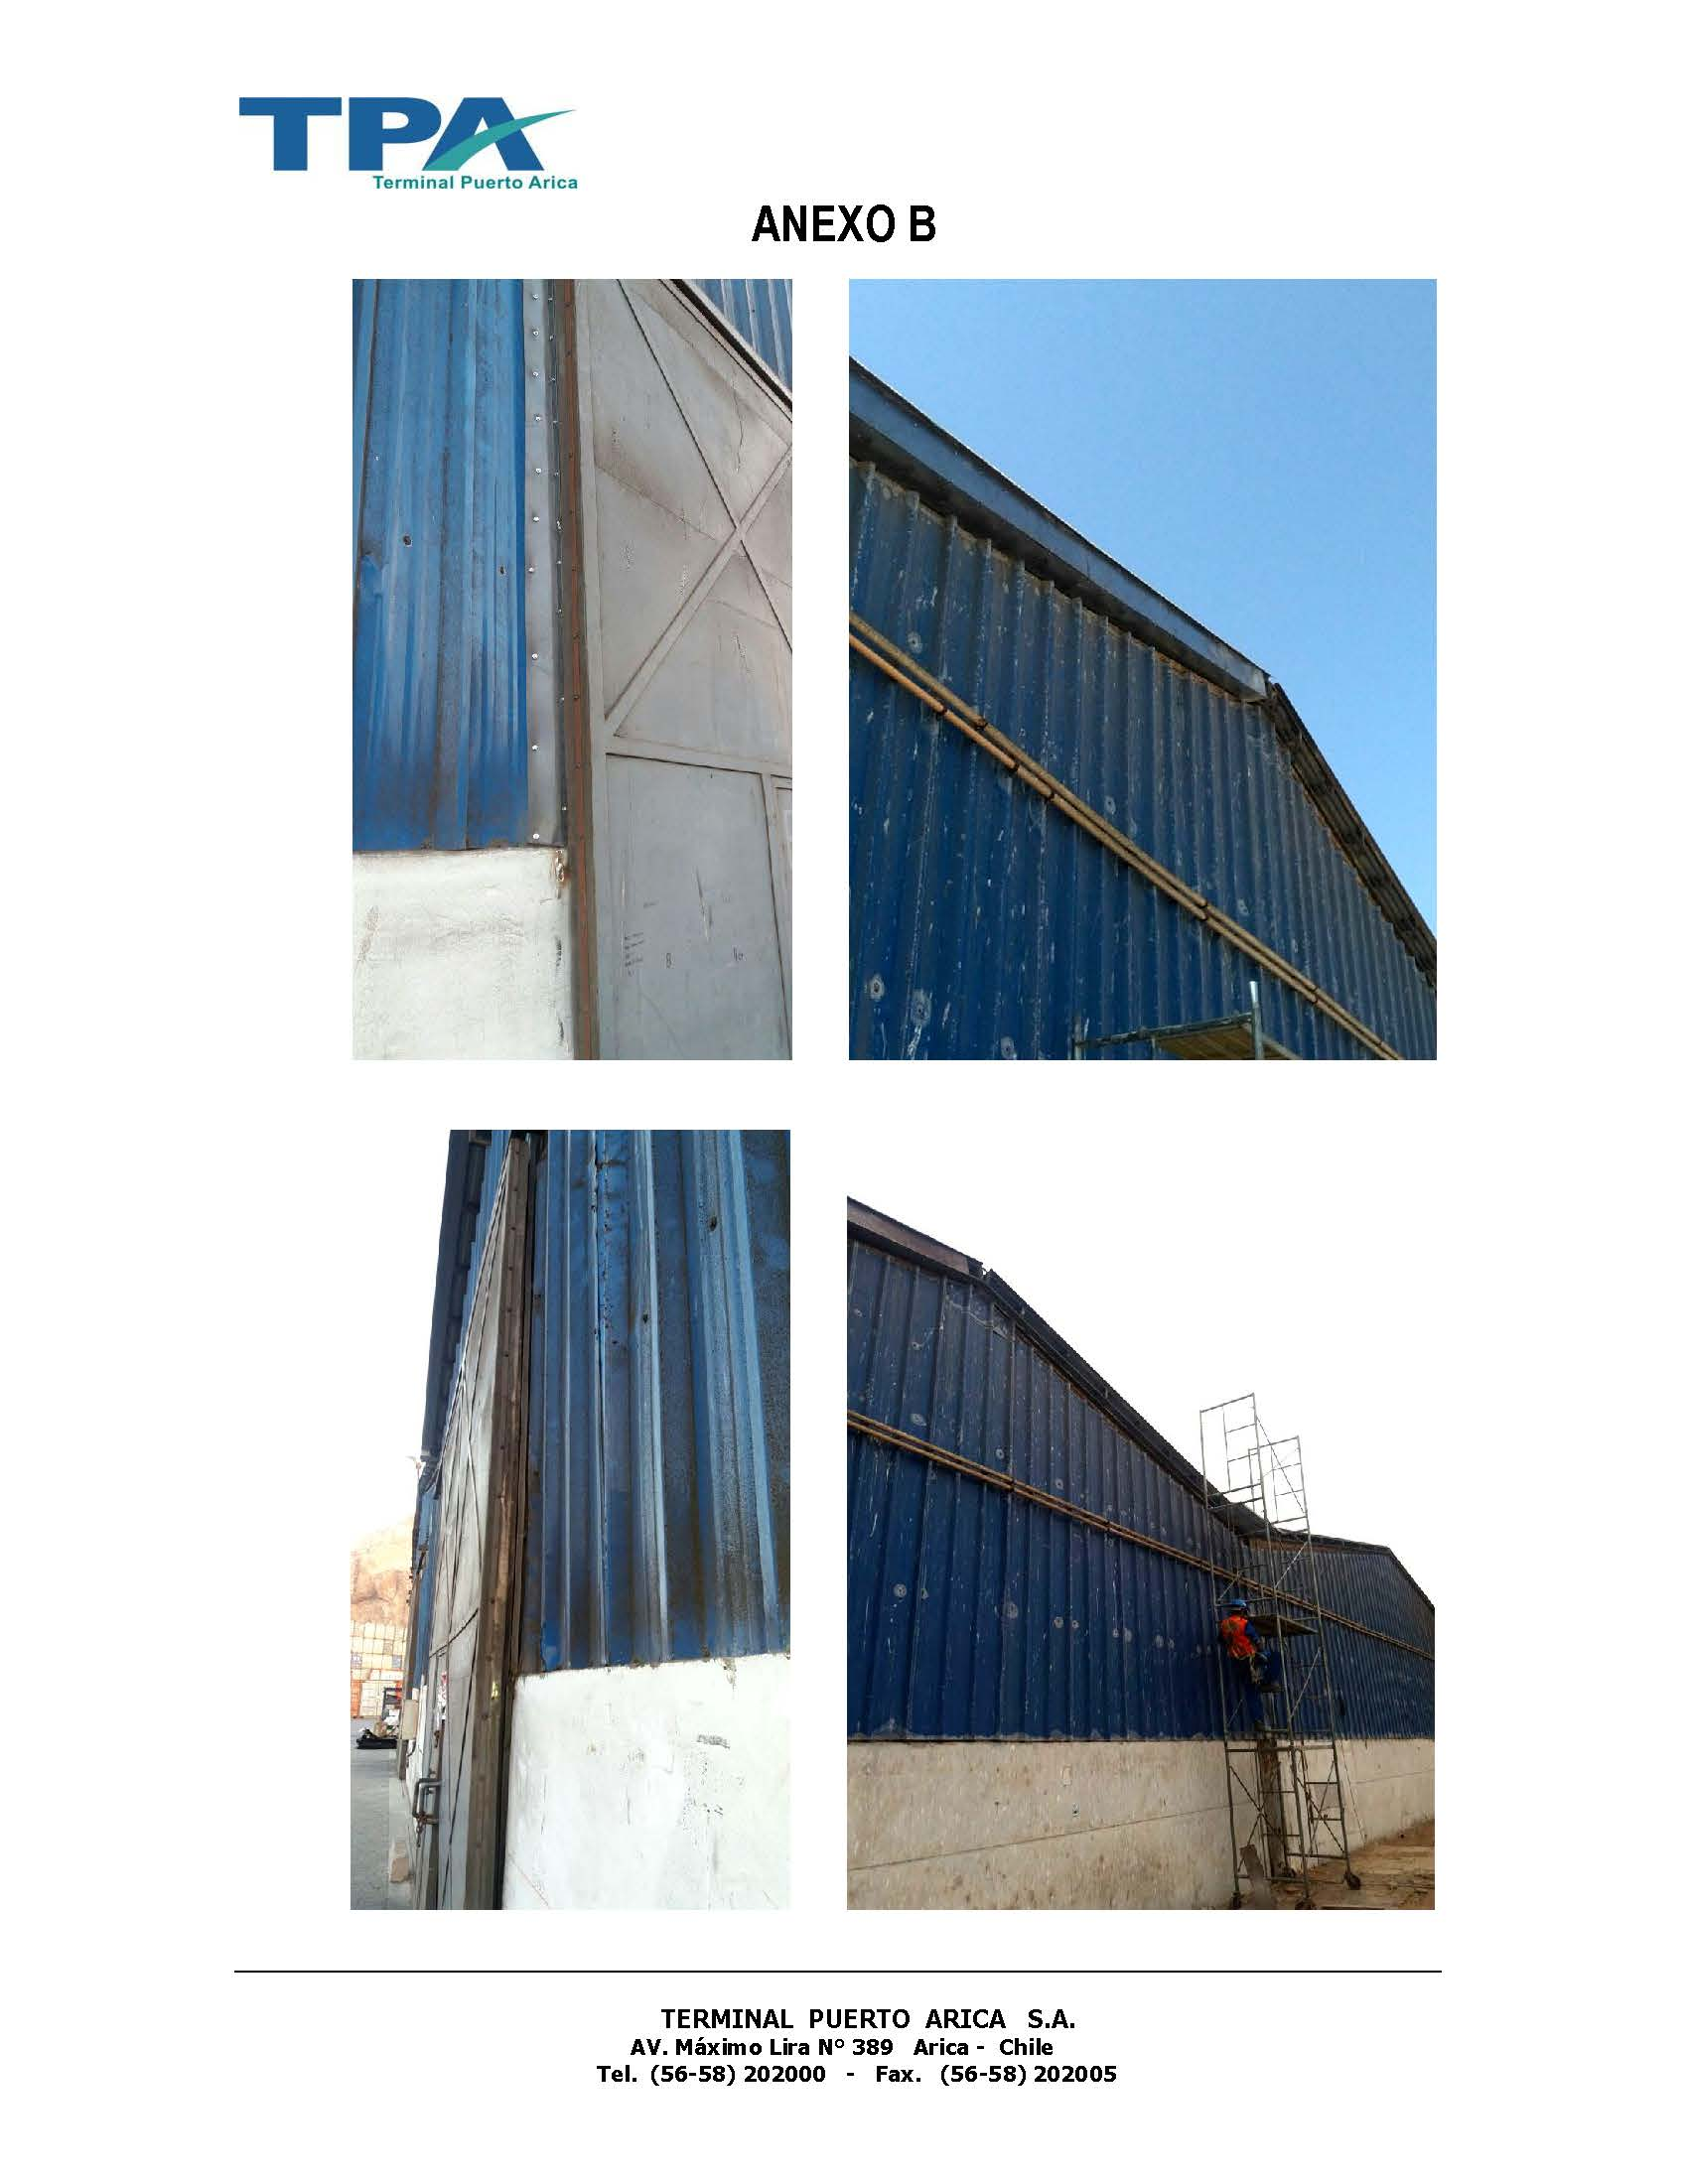 TPA
Terminal Puerto Arica
ANEXO B
TERMINAL PUERTO ARICA S.A.
AV. Máximo Lira Nº 389 Arica - Chile
Tel. (56-58) 202000 - Fax. (56-58) 202005